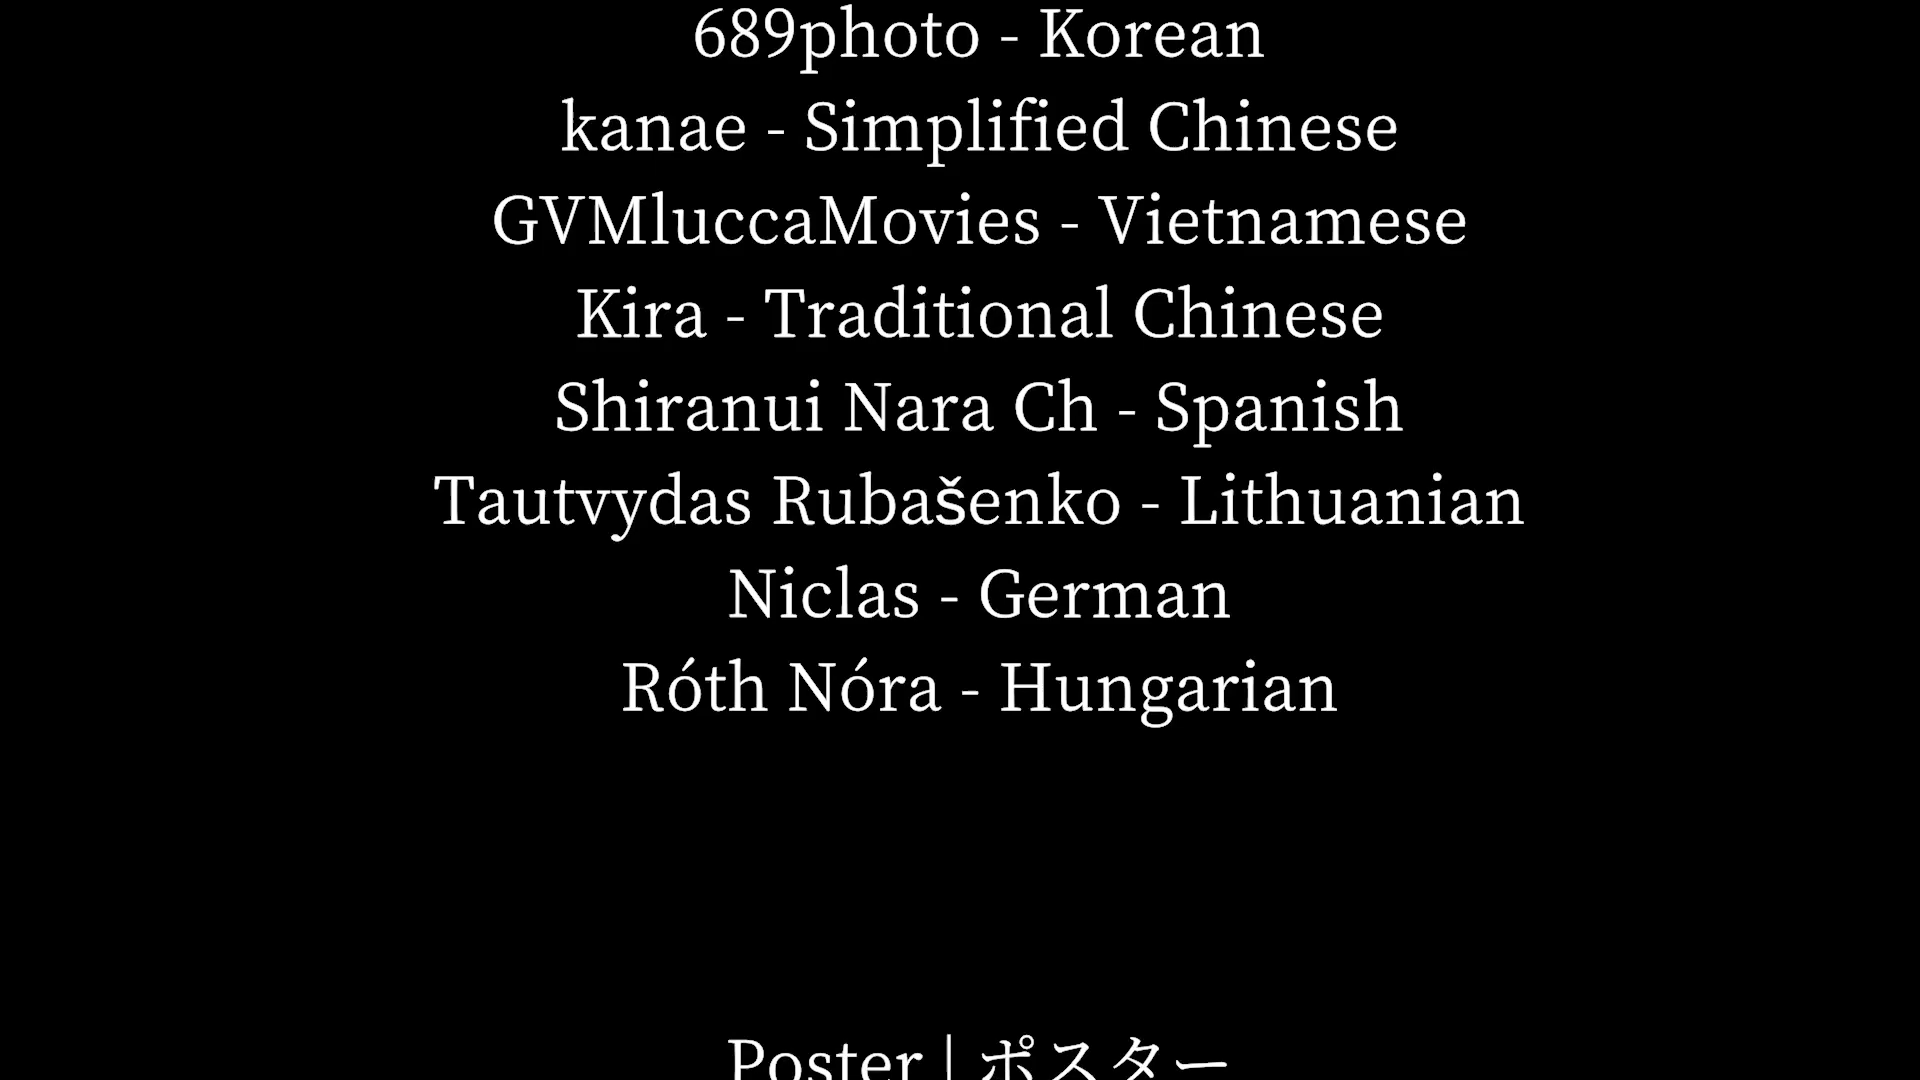 689photo - Korean
kanae - Simplified Chinese
GVMluccaMovies - Vietnamese
Kira - Traditional Chinese
Shiranui Nara Ch - Spanish
Tautvydas Rubašenko - Lithuanian
Niclas - German
Róth Nóra - Hungarian
Poster | ポスター